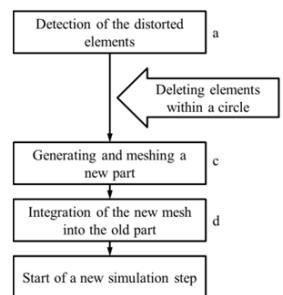 Detection of the distorted
elements
a
Deleting elements
within a circle
Generating and meshing a
new part
c
Integration of the new mesh
into the old part
d
Start of a new simulation step